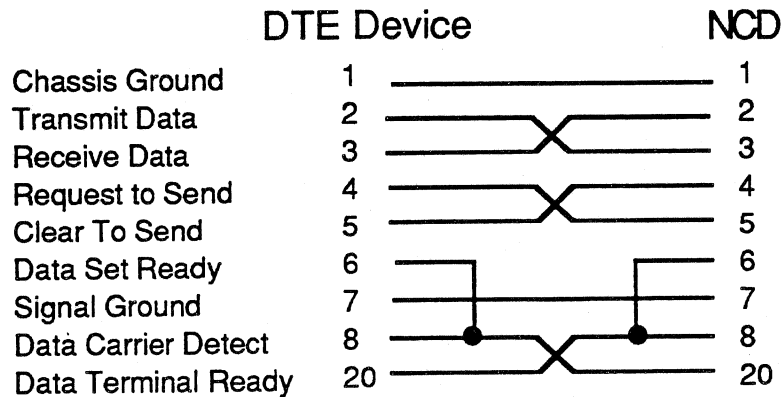 DTE Device NCD
Chassis Ground 1 1
Transmit Data 2 2
Receive Data 3 3
Request to Send 4 4
Clear To Send 5 5
Data Set Ready 6 6
Signal Ground 7 7
Data Carrier Detect 8 8
Data Terminal Ready 20 20